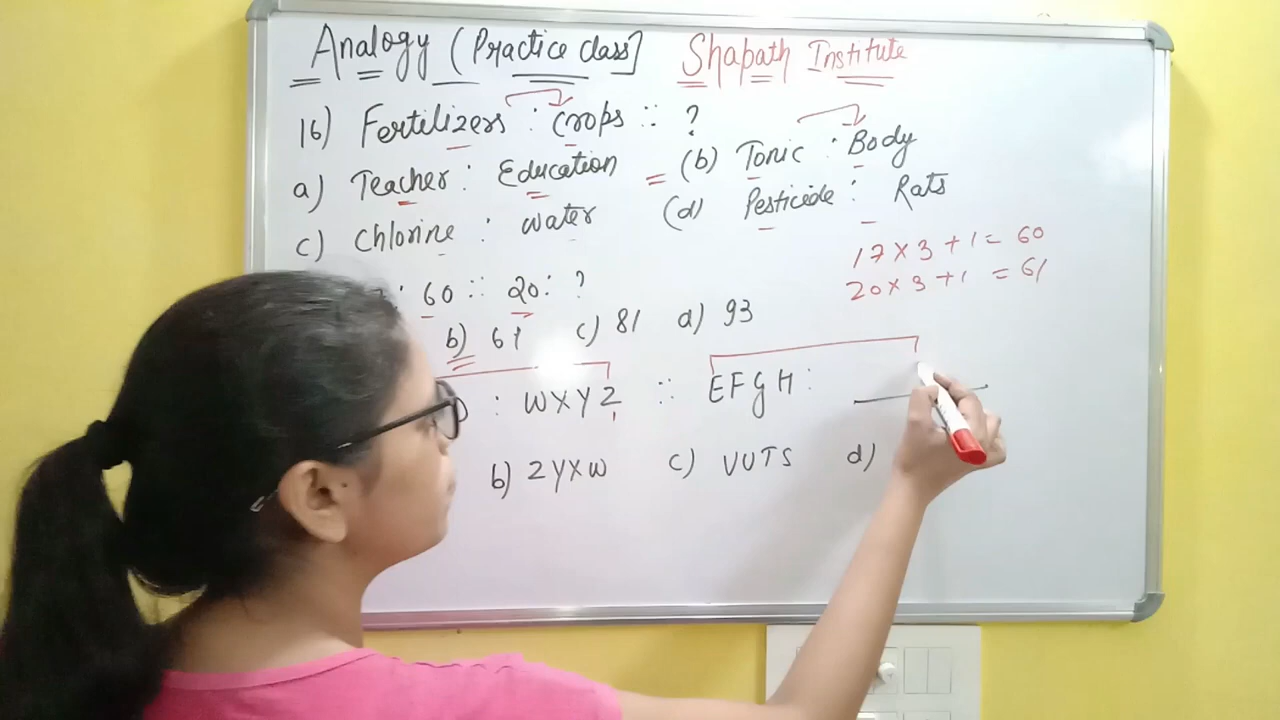 Analogy (Practice class] Shapath Institute
16) Fertilizers : Crops :: ?
a) Teacher : Education = (b) Tonic : Body
c) Chlorine : Water (d) Pesticide : Rats
17 x 3 + 1 = 60
20 x 3 + 1 = 61
: 60 :: 20 : ?
b) 61 c) 81 d) 93
D : WXYZ :: EFGH : ____
b) ZYXW c) VUTS d)